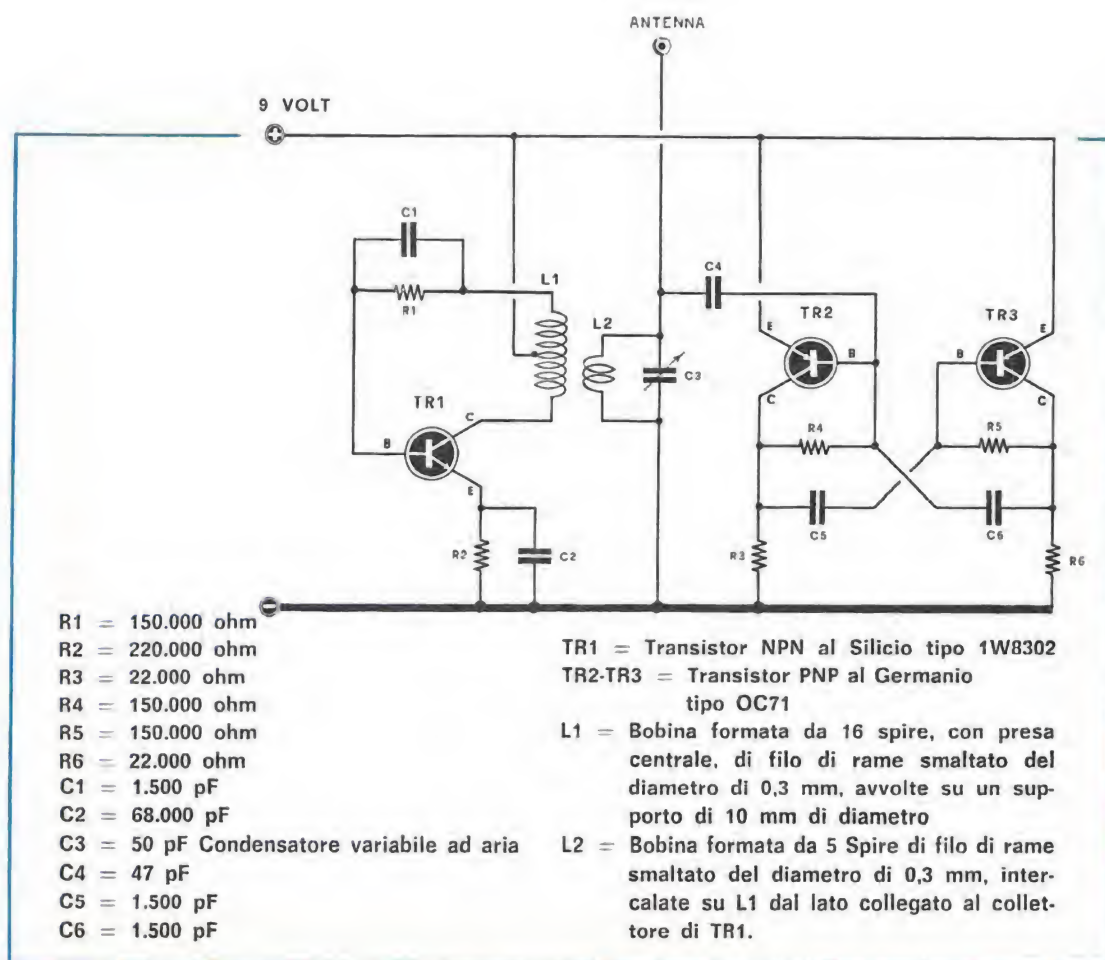 ANTENNA
9 VOLT
C1
R1
L1
L2
C4
C3
TR1
B
C
E
R2
C2
E
TR2
B
C
R4
C5
R3
TR3
B
E
C
R5
C6
R6
R1 = 150.000 ohm
R2 = 220.000 ohm
R3 = 22.000 ohm
R4 = 150.000 ohm
R5 = 150.000 ohm
R6 = 22.000 ohm
C1 = 1.500 pF
C2 = 68.000 pF
C3 = 50 pF Condensatore variabile ad aria
C4 = 47 pF
C5 = 1.500 pF
C6 = 1.500 pF
TR1 = Transistor NPN al Silicio tipo 1W8302
TR2-TR3 = Transistor PNP al Germanio
tipo OC71
L1 = Bobina formata da 16 spire, con presa
centrale, di filo di rame smaltato del
diametro di 0,3 mm, avvolte su un sup-
porto di 10 mm di diametro
L2 = Bobina formata da 5 Spire di filo di rame
smaltato del diametro di 0,3 mm, inter-
calate su L1 dal lato collegato al collet-
tore di TR1.